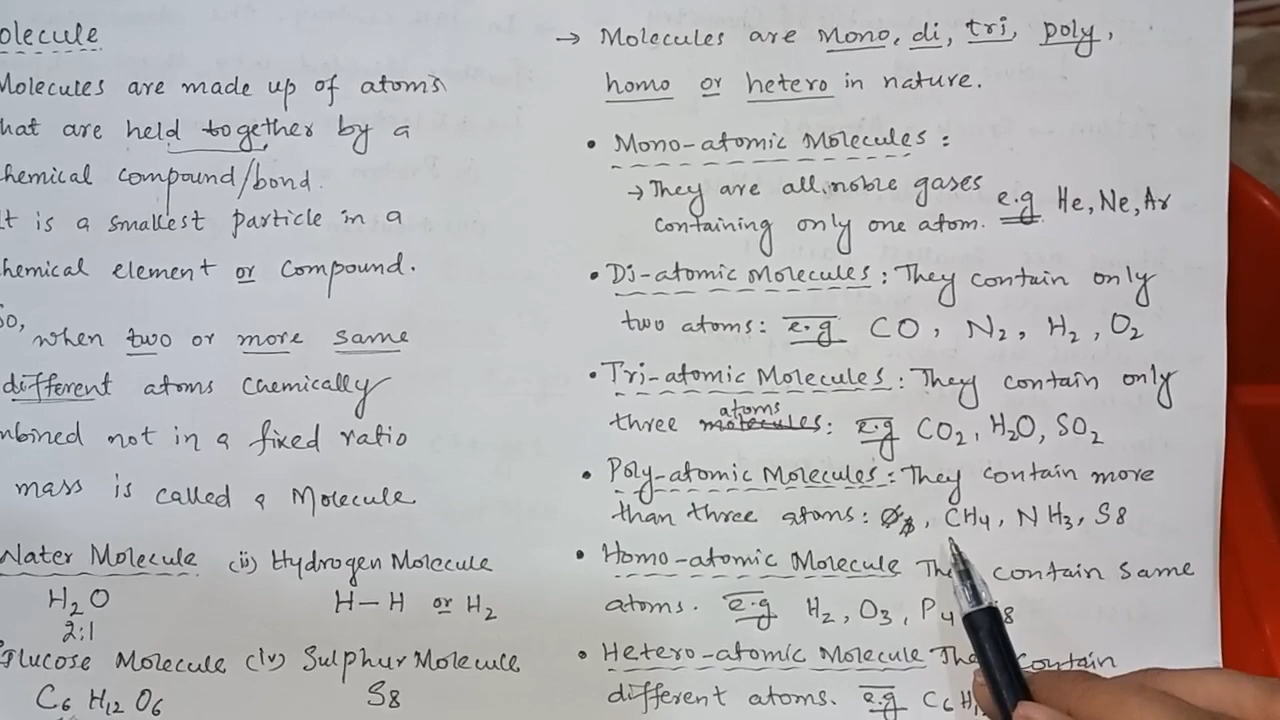 olecule
Molecules are made up of atoms
hat are held together by a
hemical compound/bond.
It is a smallest particle in a
hemical element or compound.
So, when two or more same
different atoms chemically
mbined not in a fixed ratio
mass is called a Molecule
Water Molecule (ii) Hydrogen Molecule
H2O H-H or H2
2:1
Glucose Molecule (iv) Sulphur Molecule
C6 H12 O6 S8
→ Molecules are Mono, di, tri, poly,
homo or hetero in nature.
• Mono-atomic Molecules:
→ They are all noble gases
containing only one atom. e.g He, Ne, Ar
• Di-atomic Molecules: They contain only
two atoms: e.g CO, N2, H2, O2
• Tri-atomic Molecules: They contain only
three molecules atoms: e.g CO2, H2O, SO2
• Poly-atomic Molecules: They contain more
than three atoms: , CH4, NH3, S8
• Homo-atomic Molecule The contain same
atoms. e.g H2, O3, P4 8
• Hetero-atomic Molecule The contain
different atoms. e.g C6H